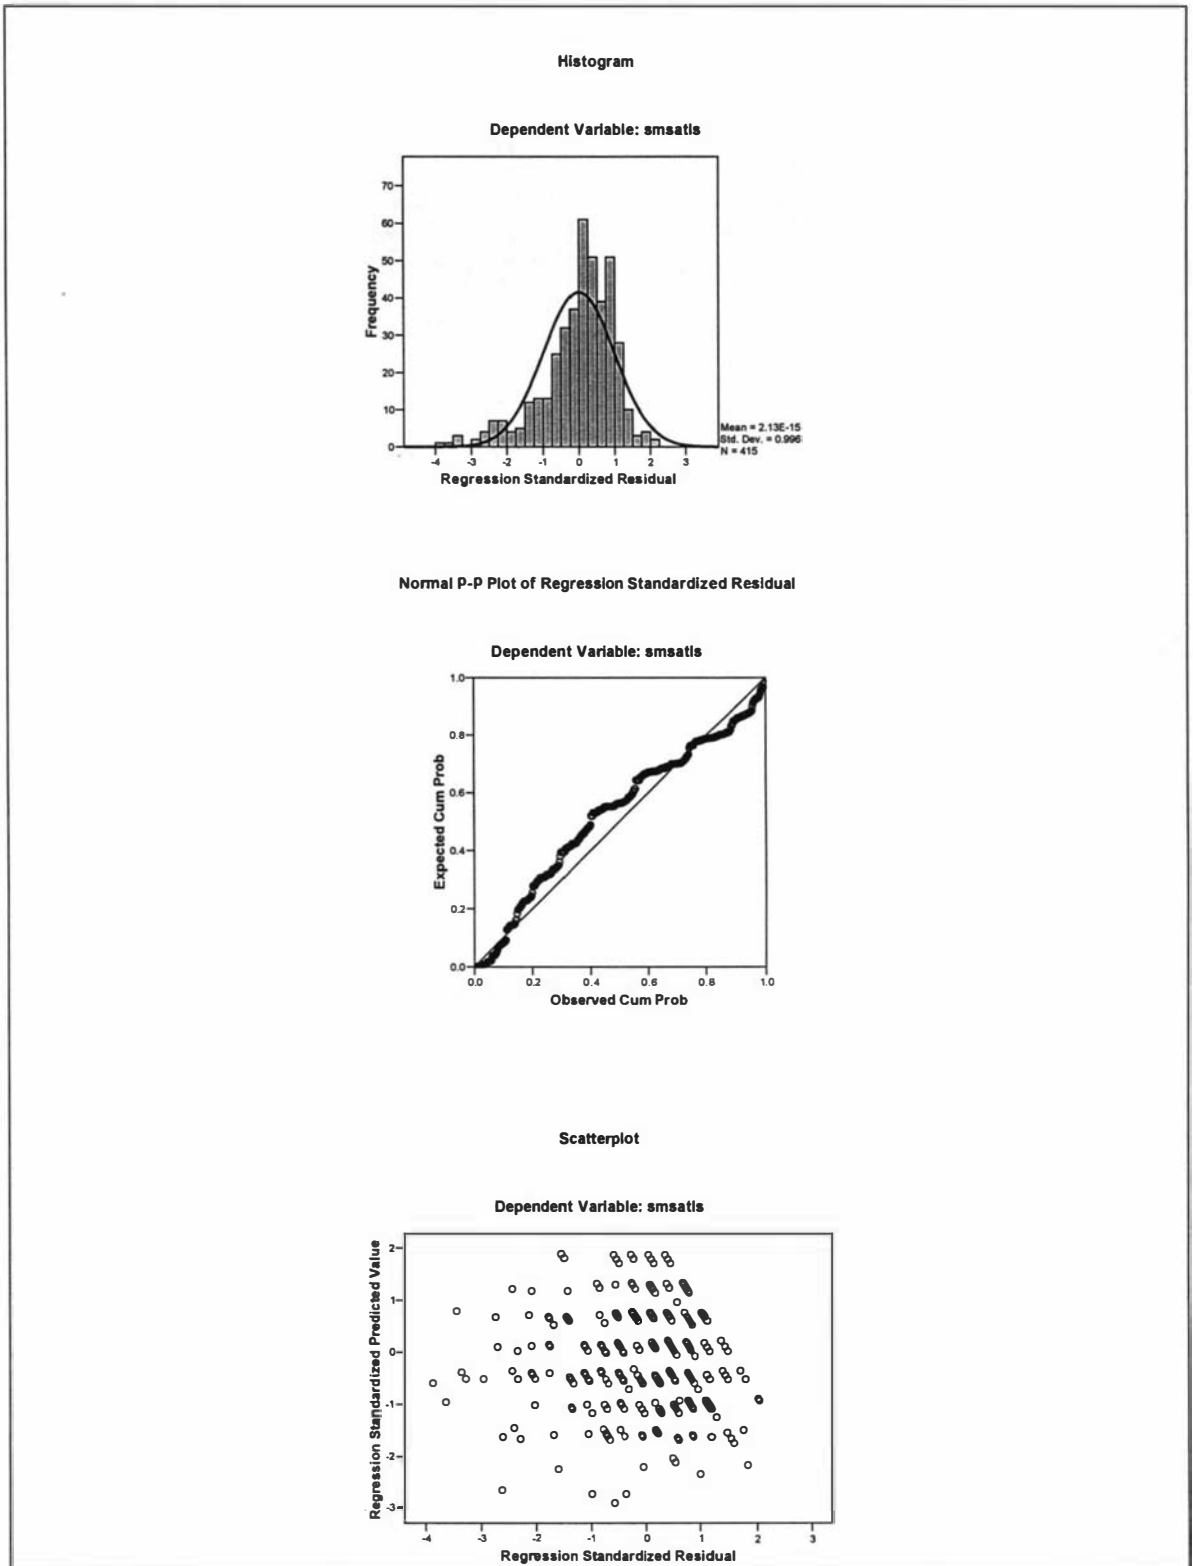 Histogram
Dependent Variable: smsatis
Frequency
70
60
50
40
30
20
10
0
-4 -3 -2 -1 0 1 2 3
Regression Standardized Residual
Mean = 2.13E-15
Std. Dev. = 0.996
N = 415
Normal P-P Plot of Regression Standardized Residual
Dependent Variable: smsatis
Expected Cum Prob
1.0
0.8
0.6
0.4
0.2
0.0
0.0 0.2 0.4 0.6 0.8 1.0
Observed Cum Prob
Scatterplot
Dependent Variable: smsatis
Regression Standardized Predicted Value
2
1
0
-1
-2
-3
-4 -3 -2 -1 0 1 2 3
Regression Standardized Residual